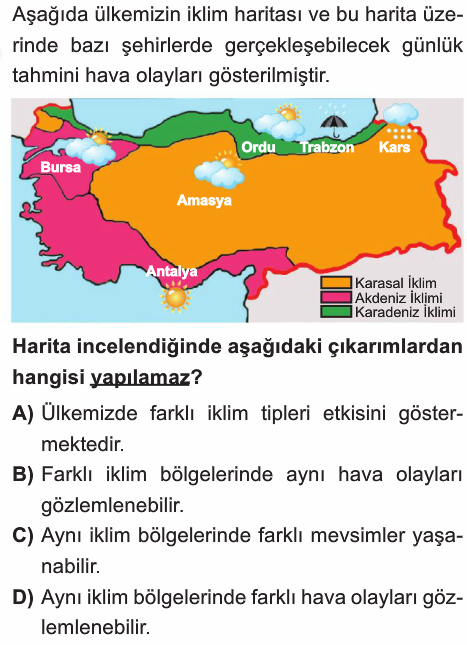 Aşağıda ülkemizin iklim haritası ve bu harita üze-
rinde bazı şehirlerde gerçekleşebilecek günlük
tahmini hava olayları gösterilmiştir.
Ordu Trabzon Kars
Bursa
Amasya
Antalya
Karasal İklim
Akdeniz İklimi
Karadeniz İklimi
Harita incelendiğinde aşağıdaki çıkarımlardan
hangisi yapılamaz?
A) Ülkemizde farklı iklim tipleri etkisini göster-
mektedir.
B) Farklı iklim bölgelerinde aynı hava olayları
gözlemlenebilir.
C) Aynı iklim bölgelerinde farklı mevsimler yaşa-
nabilir.
D) Aynı iklim bölgelerinde farklı hava olayları göz-
lemlenebilir.